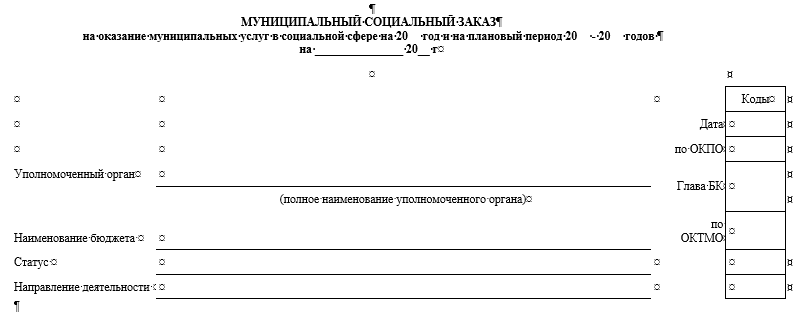 МУНИЦИПАЛЬНЫЙ СОЦИАЛЬНЫЙ ЗАКАЗ
на оказание муниципальных услуг в социальной сфере на 20   год и на плановый период 20   - 20   годов
на _______________ 20__ г
Коды
Дата
по ОКПО
Уполномоченный орган
Глава БК
(полное наименование уполномоченного органа)
по
Наименование бюджета ОКТМО
Статус
Направление деятельности